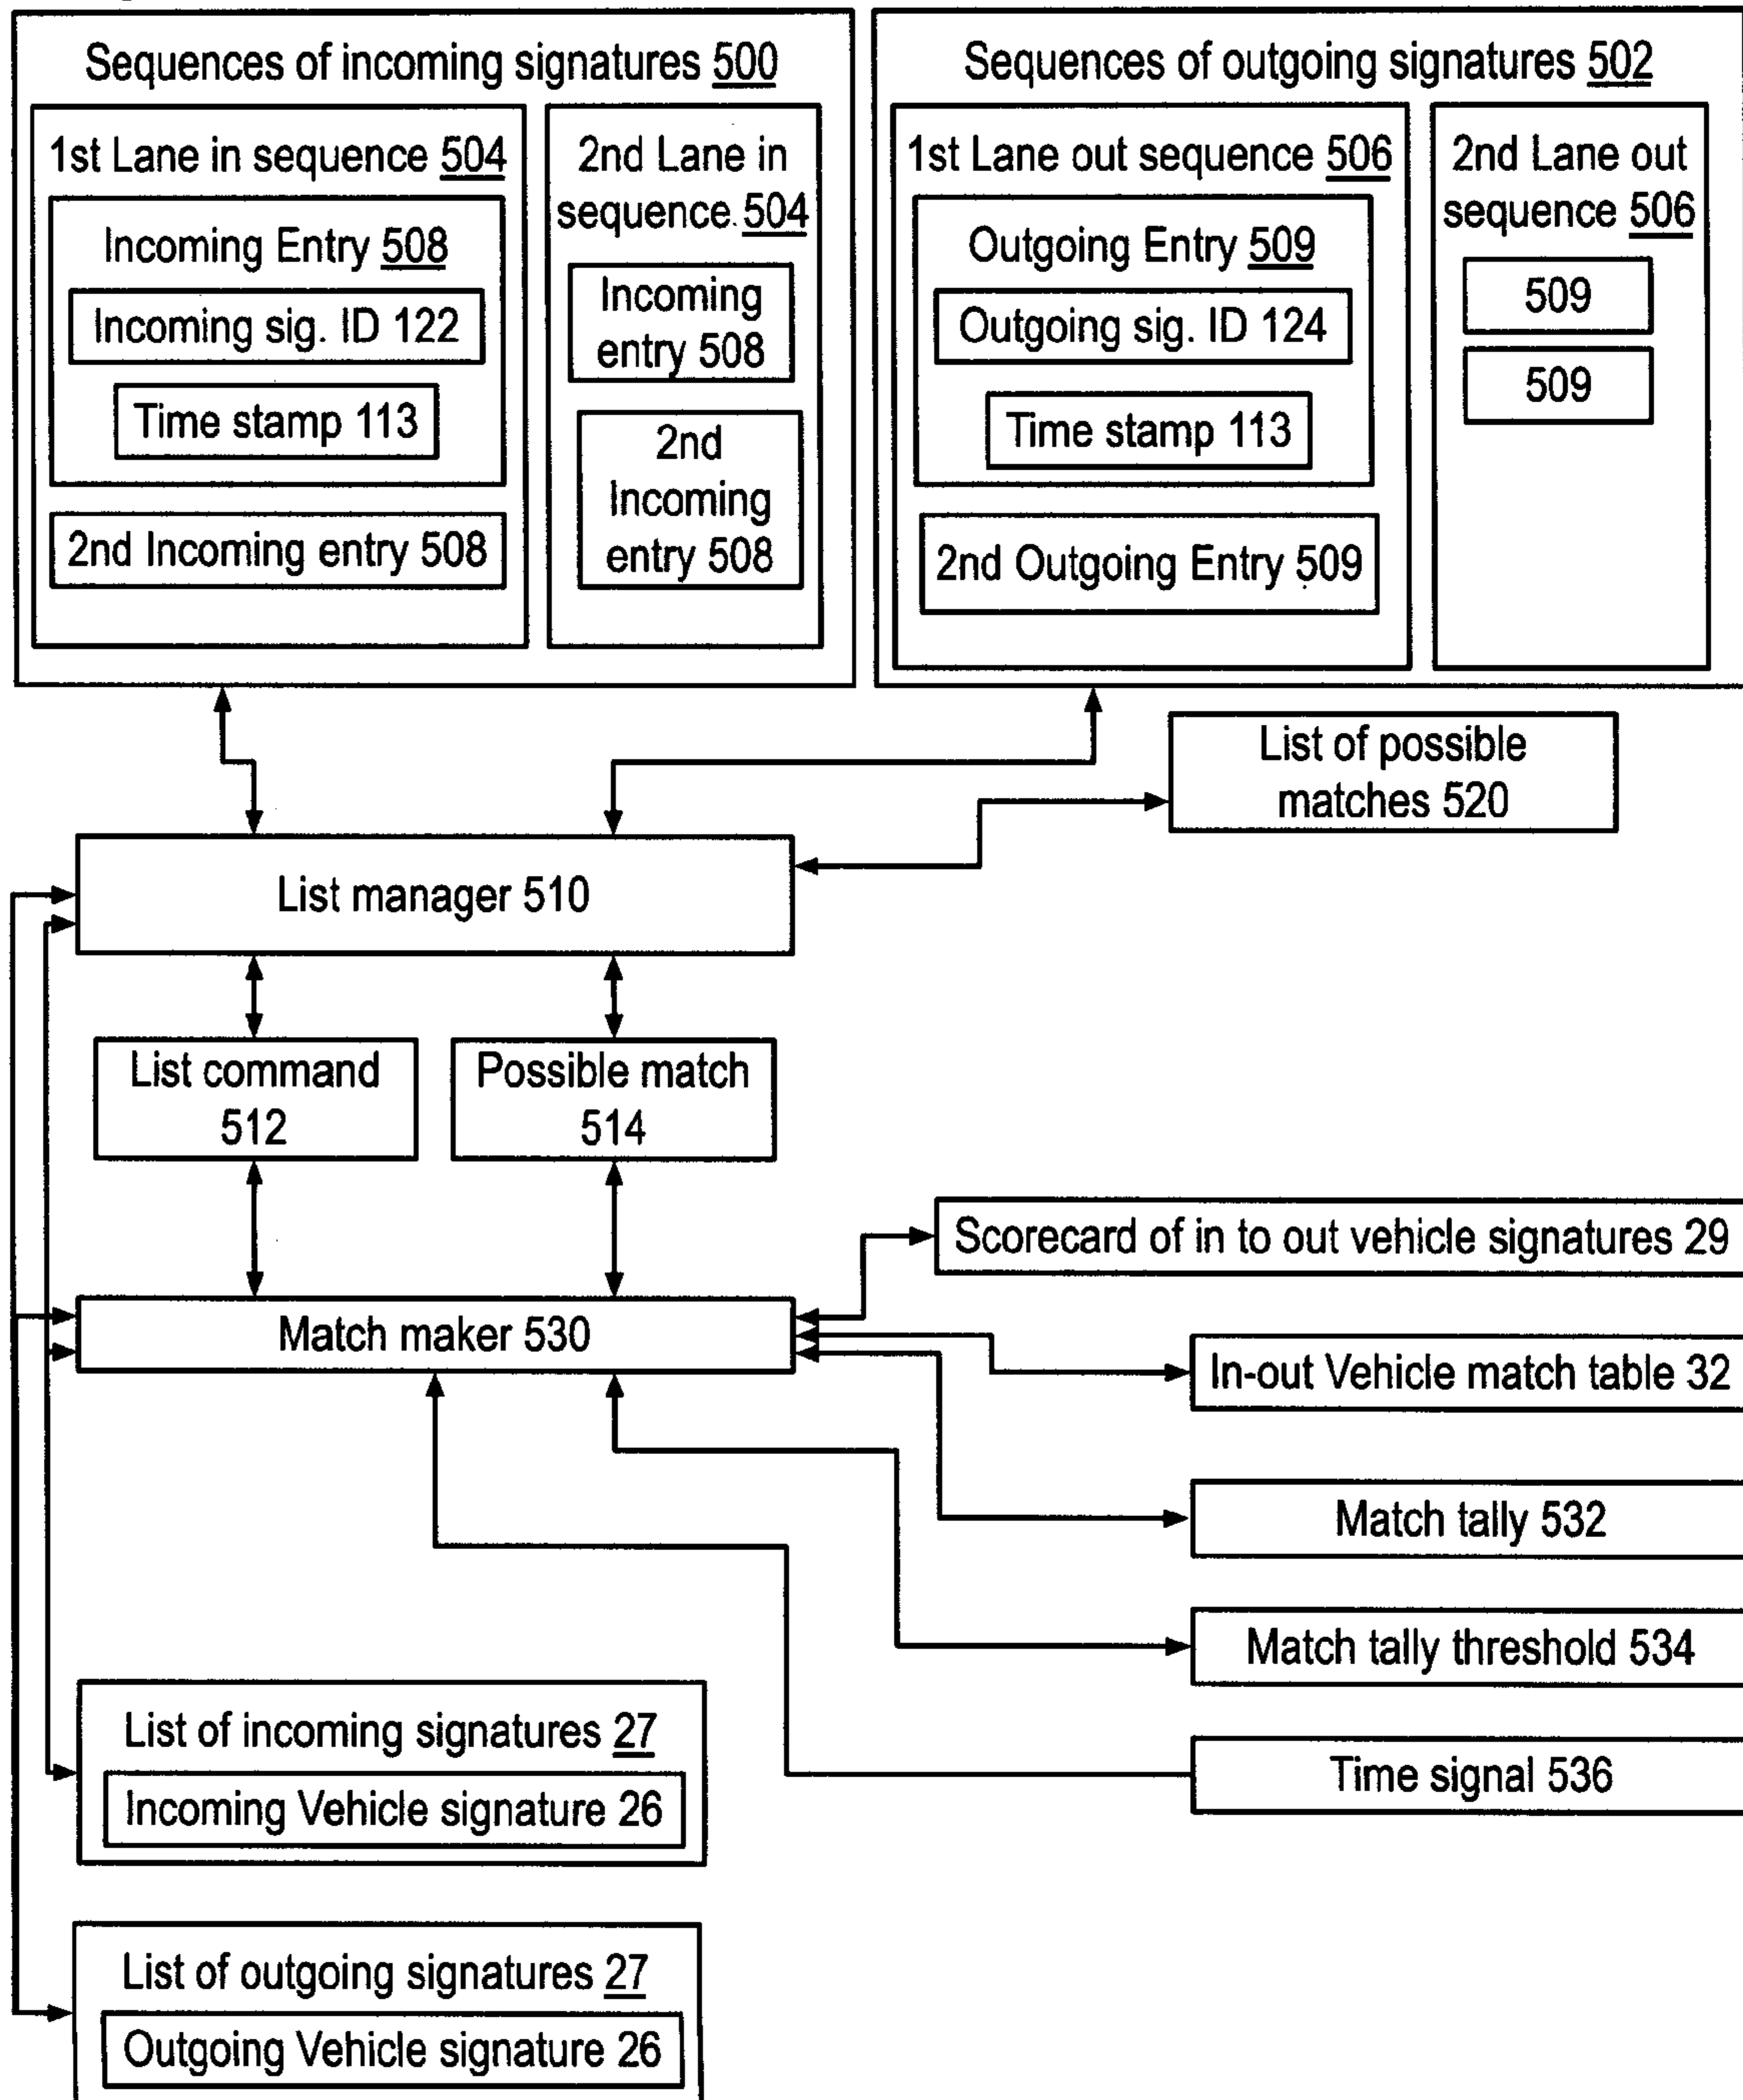 Sequences of incoming signatures 500
1st Lane in sequence 504
Incoming Entry 508
Incoming sig. ID 122
Time stamp 113
2nd Incoming entry 508
2nd Lane in
sequence 504
Incoming
entry 508
2nd
Incoming
entry 508
Sequences of outgoing signatures 502
1st Lane out sequence 506
Outgoing Entry 509
Outgoing sig. ID 124
Time stamp 113
2nd Outgoing Entry 509
2nd Lane out
sequence 506
509
509
List of possible
matches 520
List manager 510
List command
512
Possible match
514
Scorecard of in to out vehicle signatures 29
Match maker 530
In-out Vehicle match table 32
Match tally 532
Match tally threshold 534
Time signal 536
List of incoming signatures 27
Incoming Vehicle signature 26
List of outgoing signatures 27
Outgoing Vehicle signature 26